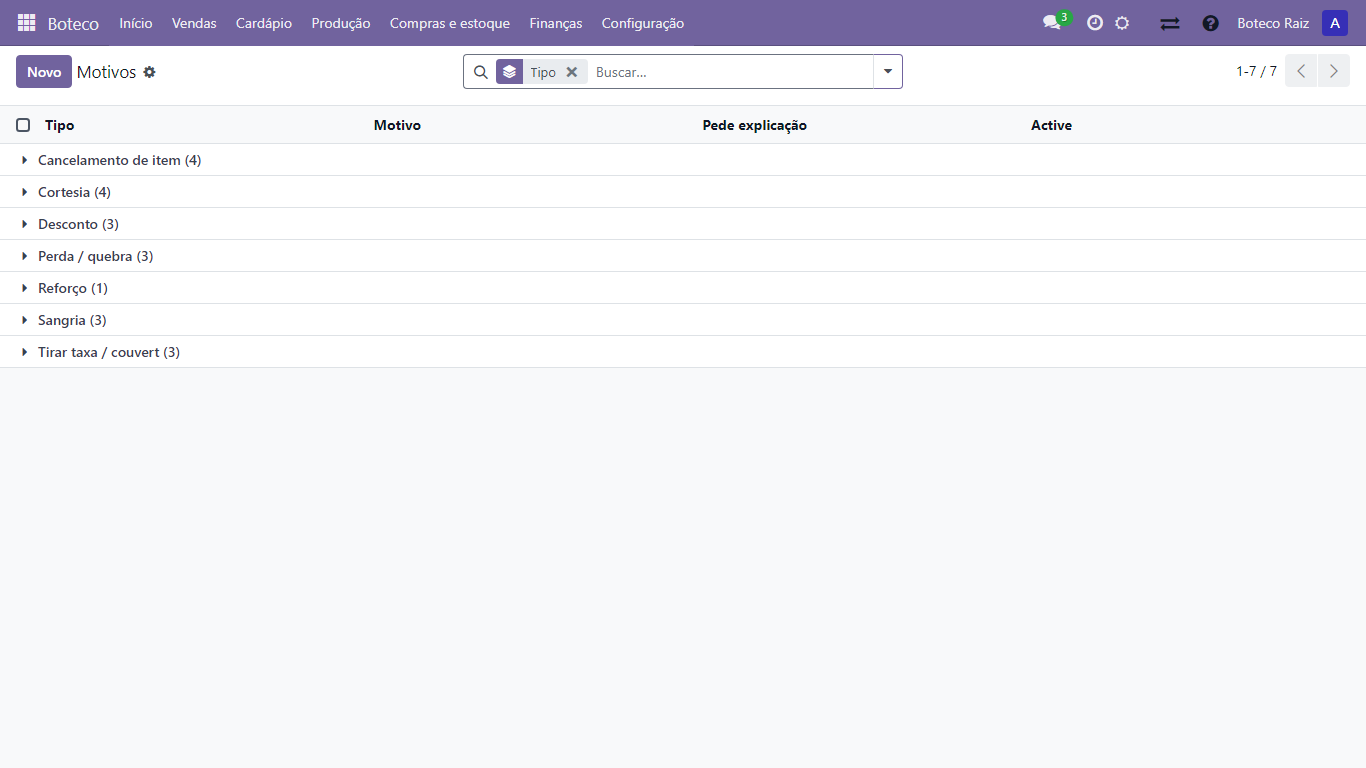 Boteco Início Vendas Cardápio Produção Compras e estoque Finanças Configuração 3 Boteco Raiz A
Novo Motivos Tipo Buscar... 1-7 / 7
Tipo Motivo Pede explicação Active
Cancelamento de item (4)
Cortesia (4)
Desconto (3)
Perda / quebra (3)
Reforço (1)
Sangria (3)
Tirar taxa / couvert (3)